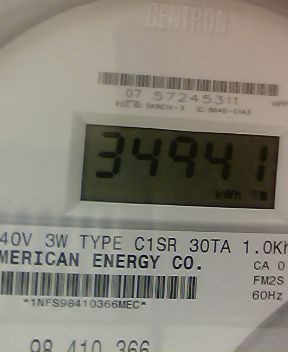 CENTRON
07 57245311
34941
kWh
40V 3W TYPE C1SR 30TA 1.0Kh
MERICAN ENERGY CO.
CA 0
FM2S
60Hz
*1NFS98410366MEC*
98 410 366